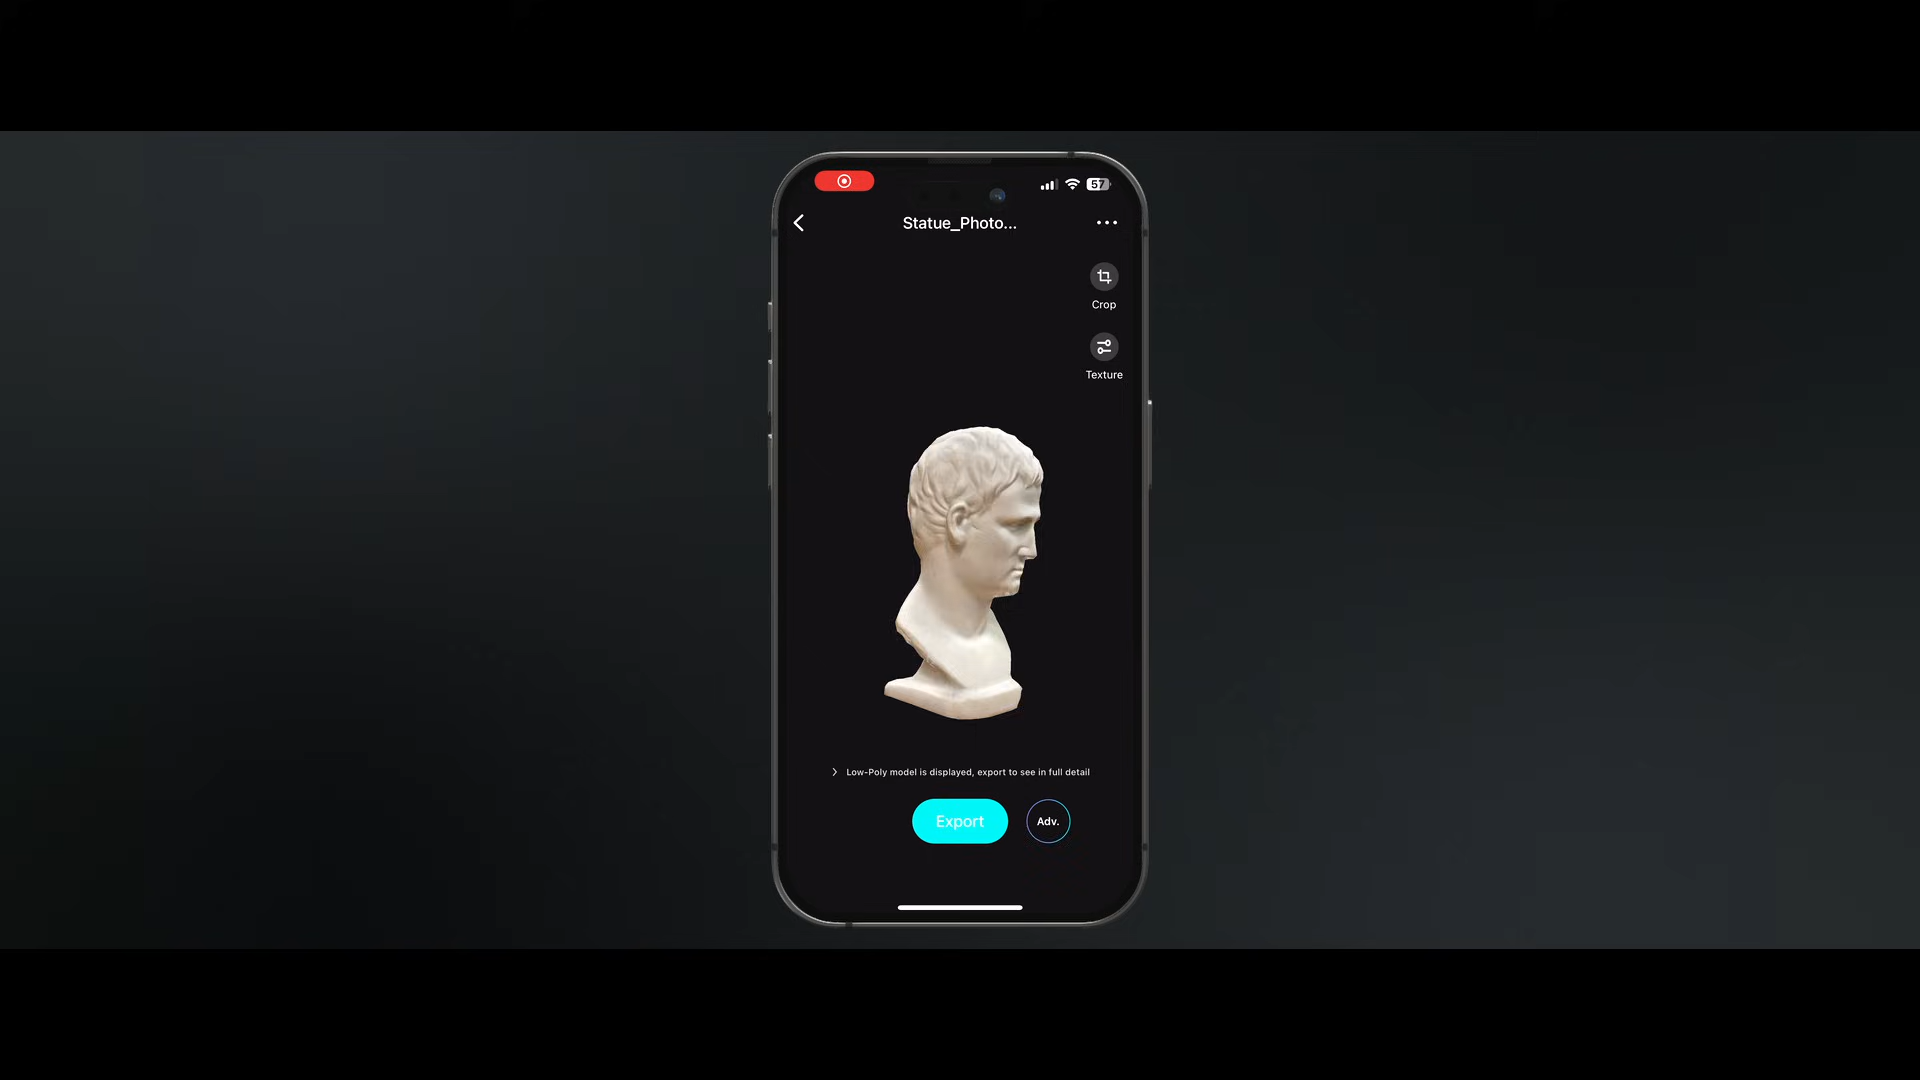 57
Statue_Photo...
Crop
Texture
Low-Poly model is displayed, export to see in full detail
Export
Adv.